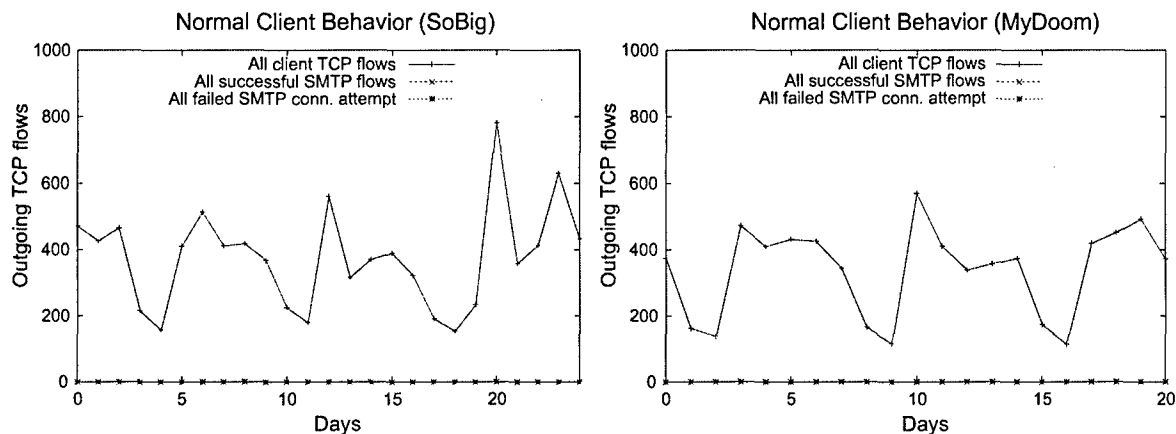 Normal Client Behavior (SoBig)
1000
800
600
400
200
0
Outgoing TCP flows
All client TCP flows
All successful SMTP flows
All failed SMTP conn. attempt
0 5 10 15 20
Days
Normal Client Behavior (MyDoom)
1000
800
600
400
200
0
Outgoing TCP flows
All client TCP flows
All successful SMTP flows
All failed SMTP conn. attempt
0 5 10 15 20
Days